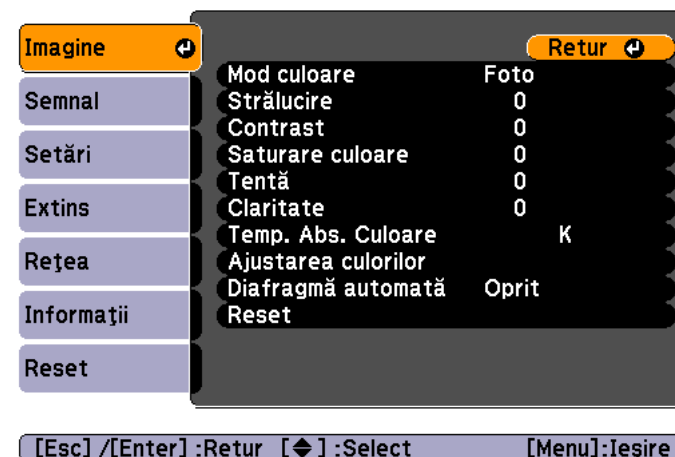 Imagine
Retur
Mod culoare Foto
Semnal
Strălucire 0
Contrast 0
Setări
Saturare culoare 0
Tentă 0
Extins
Claritate 0
Temp. Abs. Culoare K
Reţea
Ajustarea culorilor
Diafragmă automată Oprit
Informaţii
Reset
Reset
[Esc] /[Enter] :Retur [◆] :Select [Menu]:Iesire